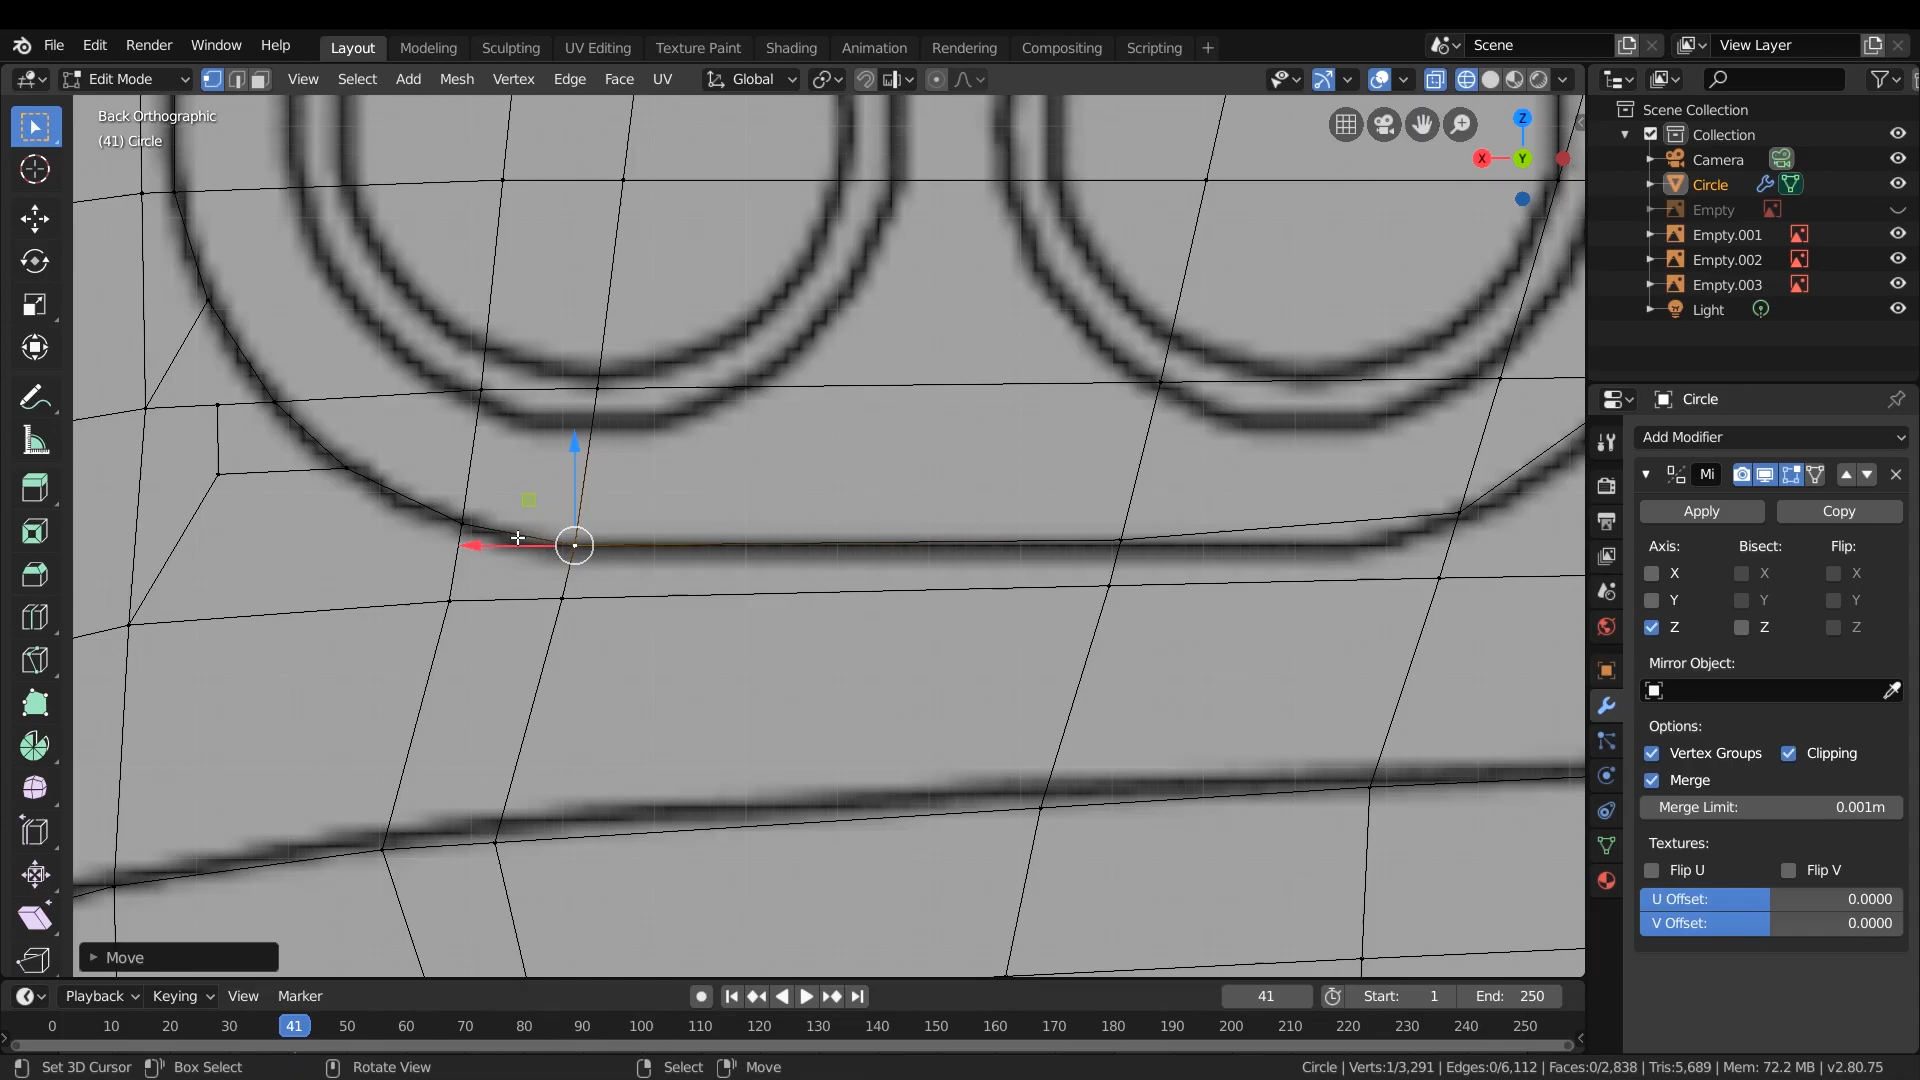 File Edit Render Window Help Layout Modeling Sculpting UV Editing Texture Paint Shading Animation Rendering Compositing Scripting + Scene View Layer
Edit Mode View Select Add Mesh Vertex Edge Face UV Global
Back Orthographic
(41) Circle
Z
X
Y
Move
Scene Collection
Collection
Camera
Circle
Empty
Empty.001
Empty.002
Empty.003
Light
Circle
Add Modifier
Mi
Apply Copy
Axis: Bisect: Flip:
X X X
Y Y Y
Z Z Z
Mirror Object:
Options:
Vertex Groups Clipping
Merge
Merge Limit: 0.001m
Textures:
Flip U Flip V
U Offset: 0.0000
V Offset: 0.0000
Playback Keying View Marker 41 Start: 1 End: 250
0 10 20 30 41 50 60 70 80 90 100 110 120 130 140 150 160 170 180 190 200 210 220 230 240 250
Set 3D Cursor Box Select Rotate View Select Move Circle | Verts:1/3,291 | Edges:0/6,112 | Faces:0/2,838 | Tris:5,689 | Mem: 72.2 MB | v2.80.75